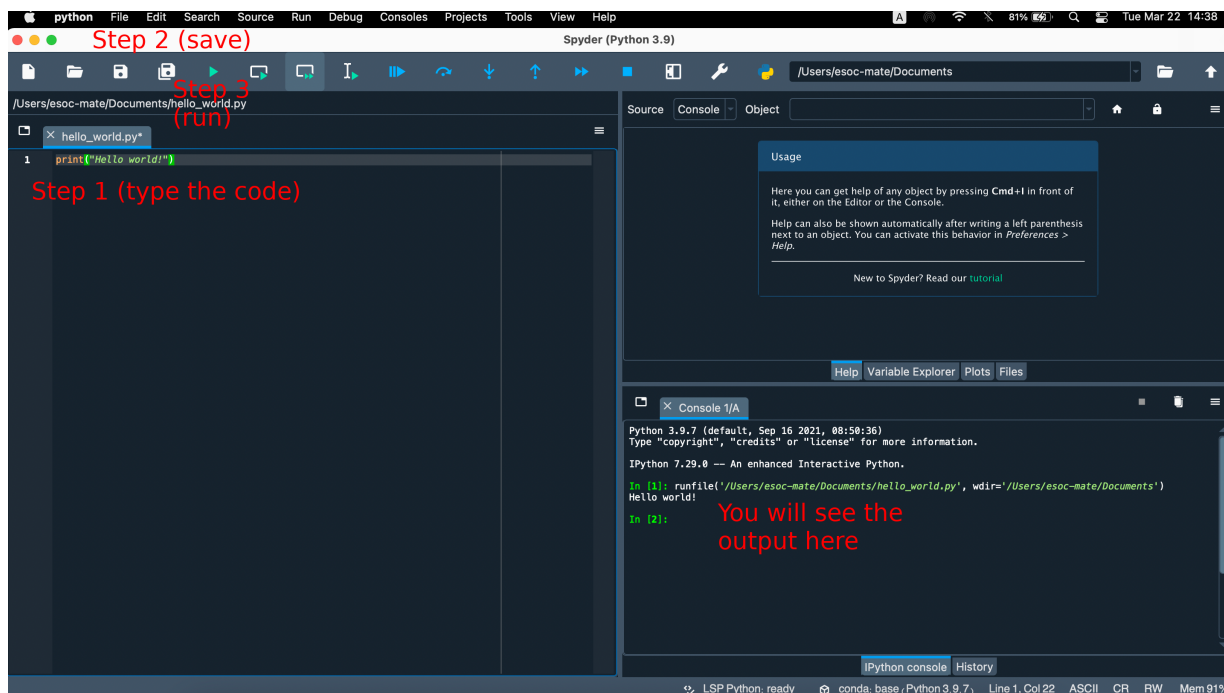 python File Edit Search Source Run Debug Consoles Projects Tools View Help A 81% Tue Mar 22 14:38
Step 2 (save)
Spyder (Python 3.9)
/Users/esoc-mate/Documents
Step 3
(run)
/Users/esoc-mate/Documents/hello_world.py
hello_world.py*
1 print("Hello world!")
Step 1 (type the code)
Source Console Object
Usage
Here you can get help of any object by pressing Cmd+I in front of
it, either on the Editor or the Console.
Help can also be shown automatically after writing a left parenthesis
next to an object. You can activate this behavior in Preferences >
Help.
New to Spyder? Read our tutorial
Help Variable Explorer Plots Files
Console 1/A
Python 3.9.7 (default, Sep 16 2021, 08:50:36)
Type "copyright", "credits" or "license" for more information.
IPython 7.29.0 -- An enhanced Interactive Python.
In [1]: runfile('/Users/esoc-mate/Documents/hello_world.py', wdir='/Users/esoc-mate/Documents')
Hello world!
In [2]:
You will see the
output here
IPython console History
LSP Python: ready conda: base (Python 3.9.7) Line 1, Col 22 ASCII CR RW Mem 91%